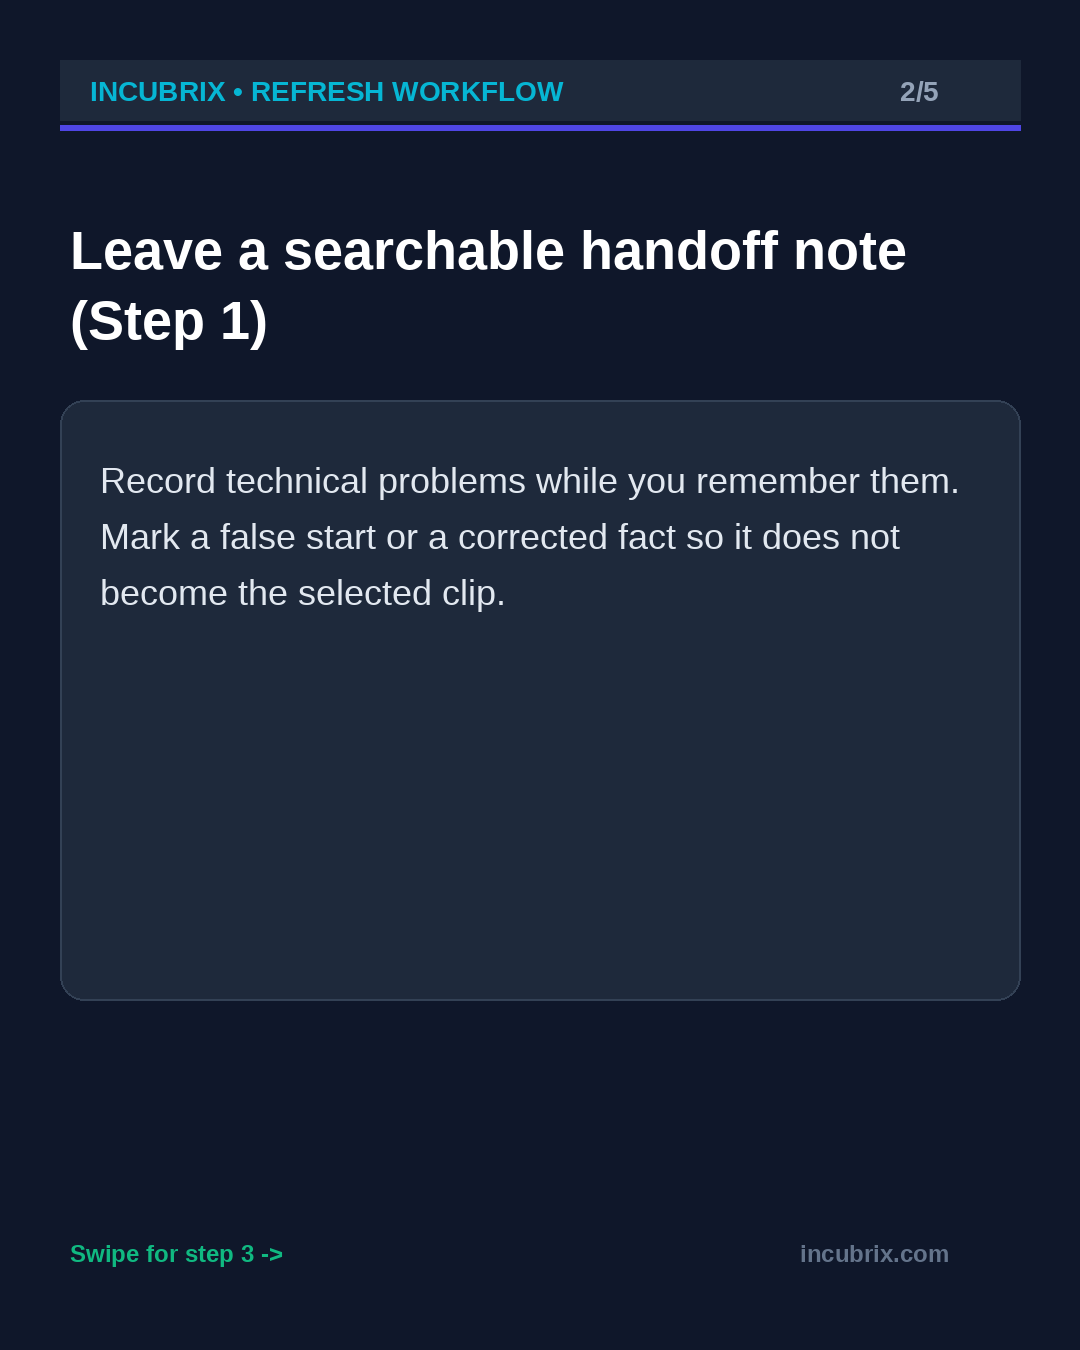 INCUBRIX • REFRESH WORKFLOW 2/5
Leave a searchable handoff note
(Step 1)
Record technical problems while you remember them.
Mark a false start or a corrected fact so it does not
become the selected clip.
Swipe for step 3 -> incubrix.com